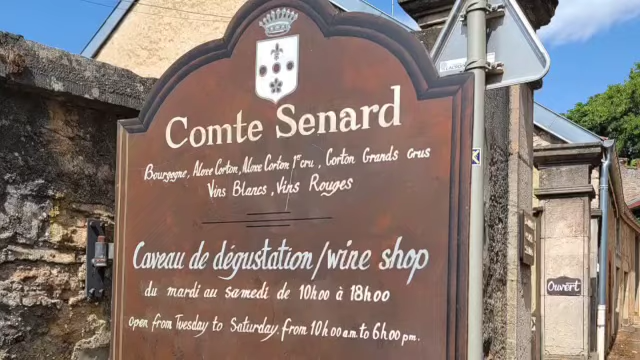 Comte Senard
Bourgogne, Aloxe Corton, Aloxe Corton 1er cru, Corton Grands crus
Vins Blancs, Vins Rouges
Caveau de dégustation/wine shop
du mardi au samedi de 10h00 à 18h00
open from Tuesday to Saturday, from 10h00 am. to 6h00 pm.
Ouvert